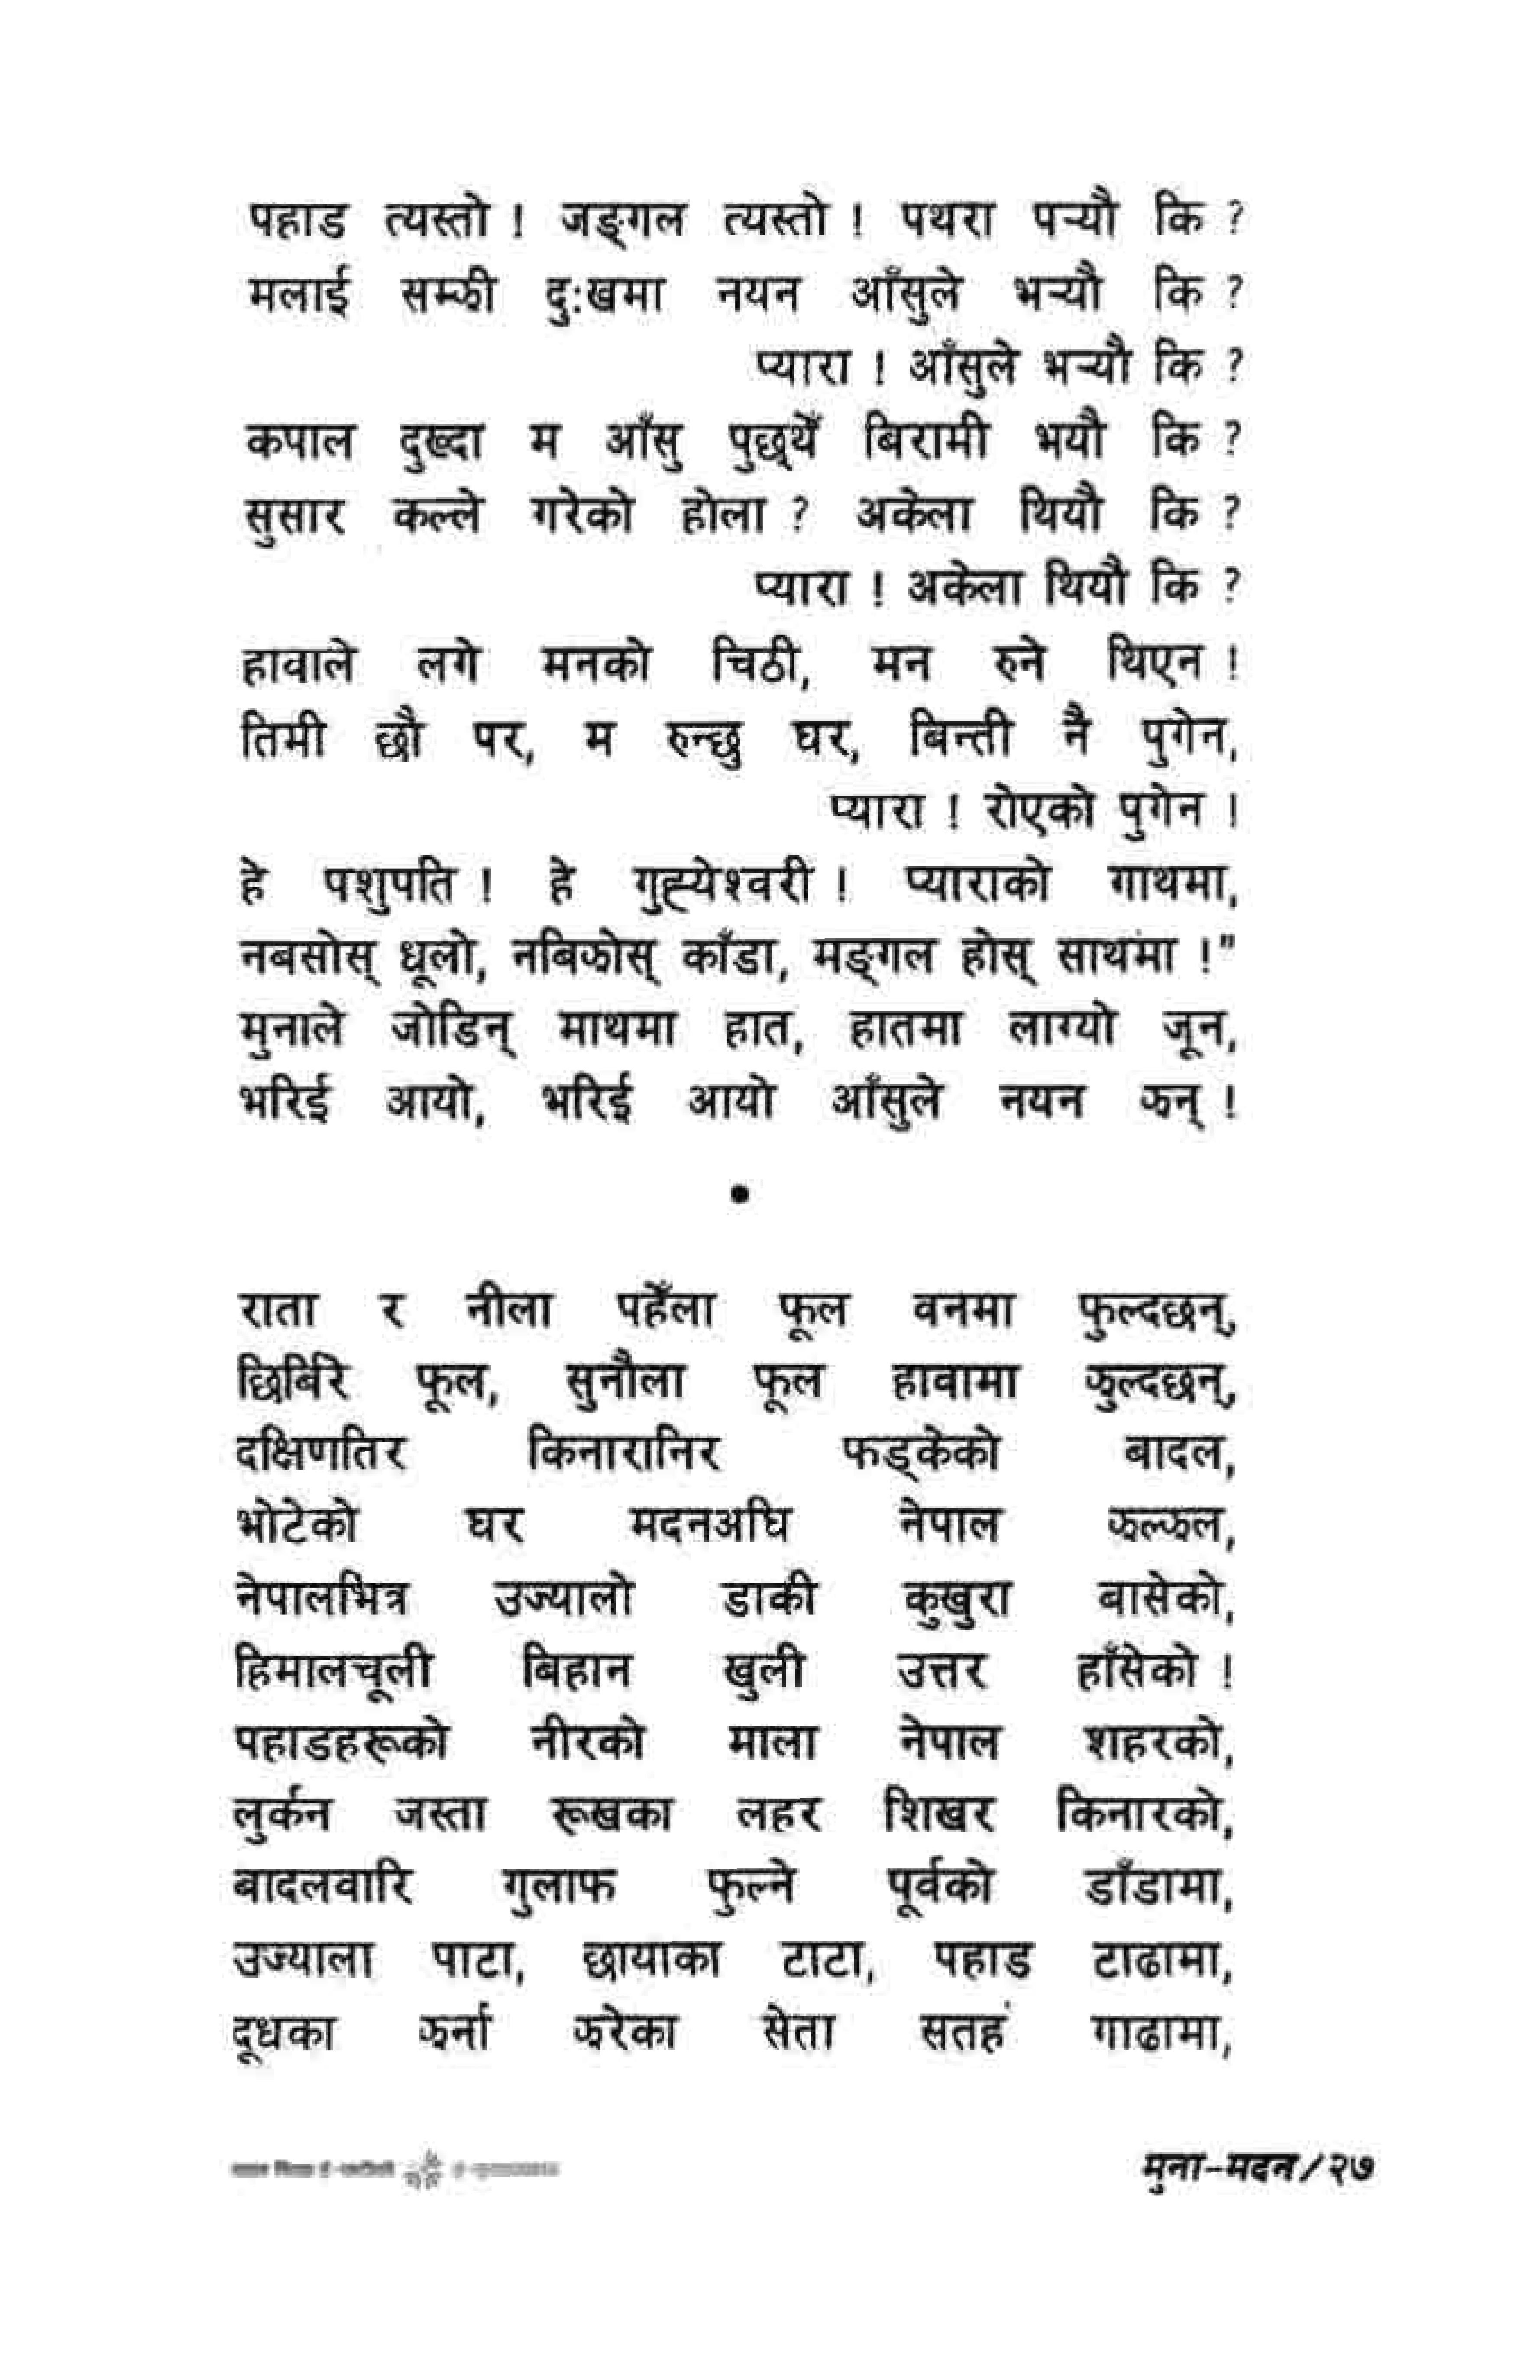 पहाड त्यस्तो ! जङ्गल त्यस्तो ! पथरा पऱ्यौ कि ?
मलाई सम्झी दुःखमा नयन आँसुले भऱ्यौ कि ?
प्यारा ! आँसुले भऱ्यौ कि ?
कपाल दुख्दा म आँसु पुछ्थेँ बिरामी भयौ कि ?
सुसार कल्ले गरेको होला ? अकेला थियौ कि ?
प्यारा ! अकेला थियौ कि ?
हावाले लगे मनको चिठी, मन रुने थिएन !
तिमी छौ पर, म रुन्छु घर, बिन्ती नै पुगेन,
प्यारा ! रोएको पुगेन ।
हे पशुपति ! हे गुह्येश्वरी ! प्याराको गाथमा,
नबसोस् धूलो, नबिझोस् काँडा, मङ्गल होस् साथमा !"
मुनाले जोडिन् माथमा हात, हातमा लाग्यो जून,
भरिई आयो, भरिई आयो आँसुले नयन झन् !
•
राता र नीला पहेँला फूल वनमा फुल्दछन्,
छिर्बिरे फूल, सुनौला फूल हावामा झुल्दछन्,
दक्षिणतिर किनारानिर फड्केको बादल,
भोटेको घर मदनअघि नेपाल झल्झल,
नेपालभित्र उज्यालो डाकी कुखुरा बासेको,
हिमालचूली बिहान खुली उत्तर हाँसेको !
पहाडहरूको नीरको माला नेपाल शहरको,
लुर्कन जस्ता रूखका लहर शिखर किनारको,
बादलवारि गुलाफ फुल्ने पूर्वको डाँडामा,
उज्याला पाटा, छायाका टाटा, पहाड टाढामा,
दूधका झर्ना झरेका सेता सतह गाढामा,
मुना-मदन/२७